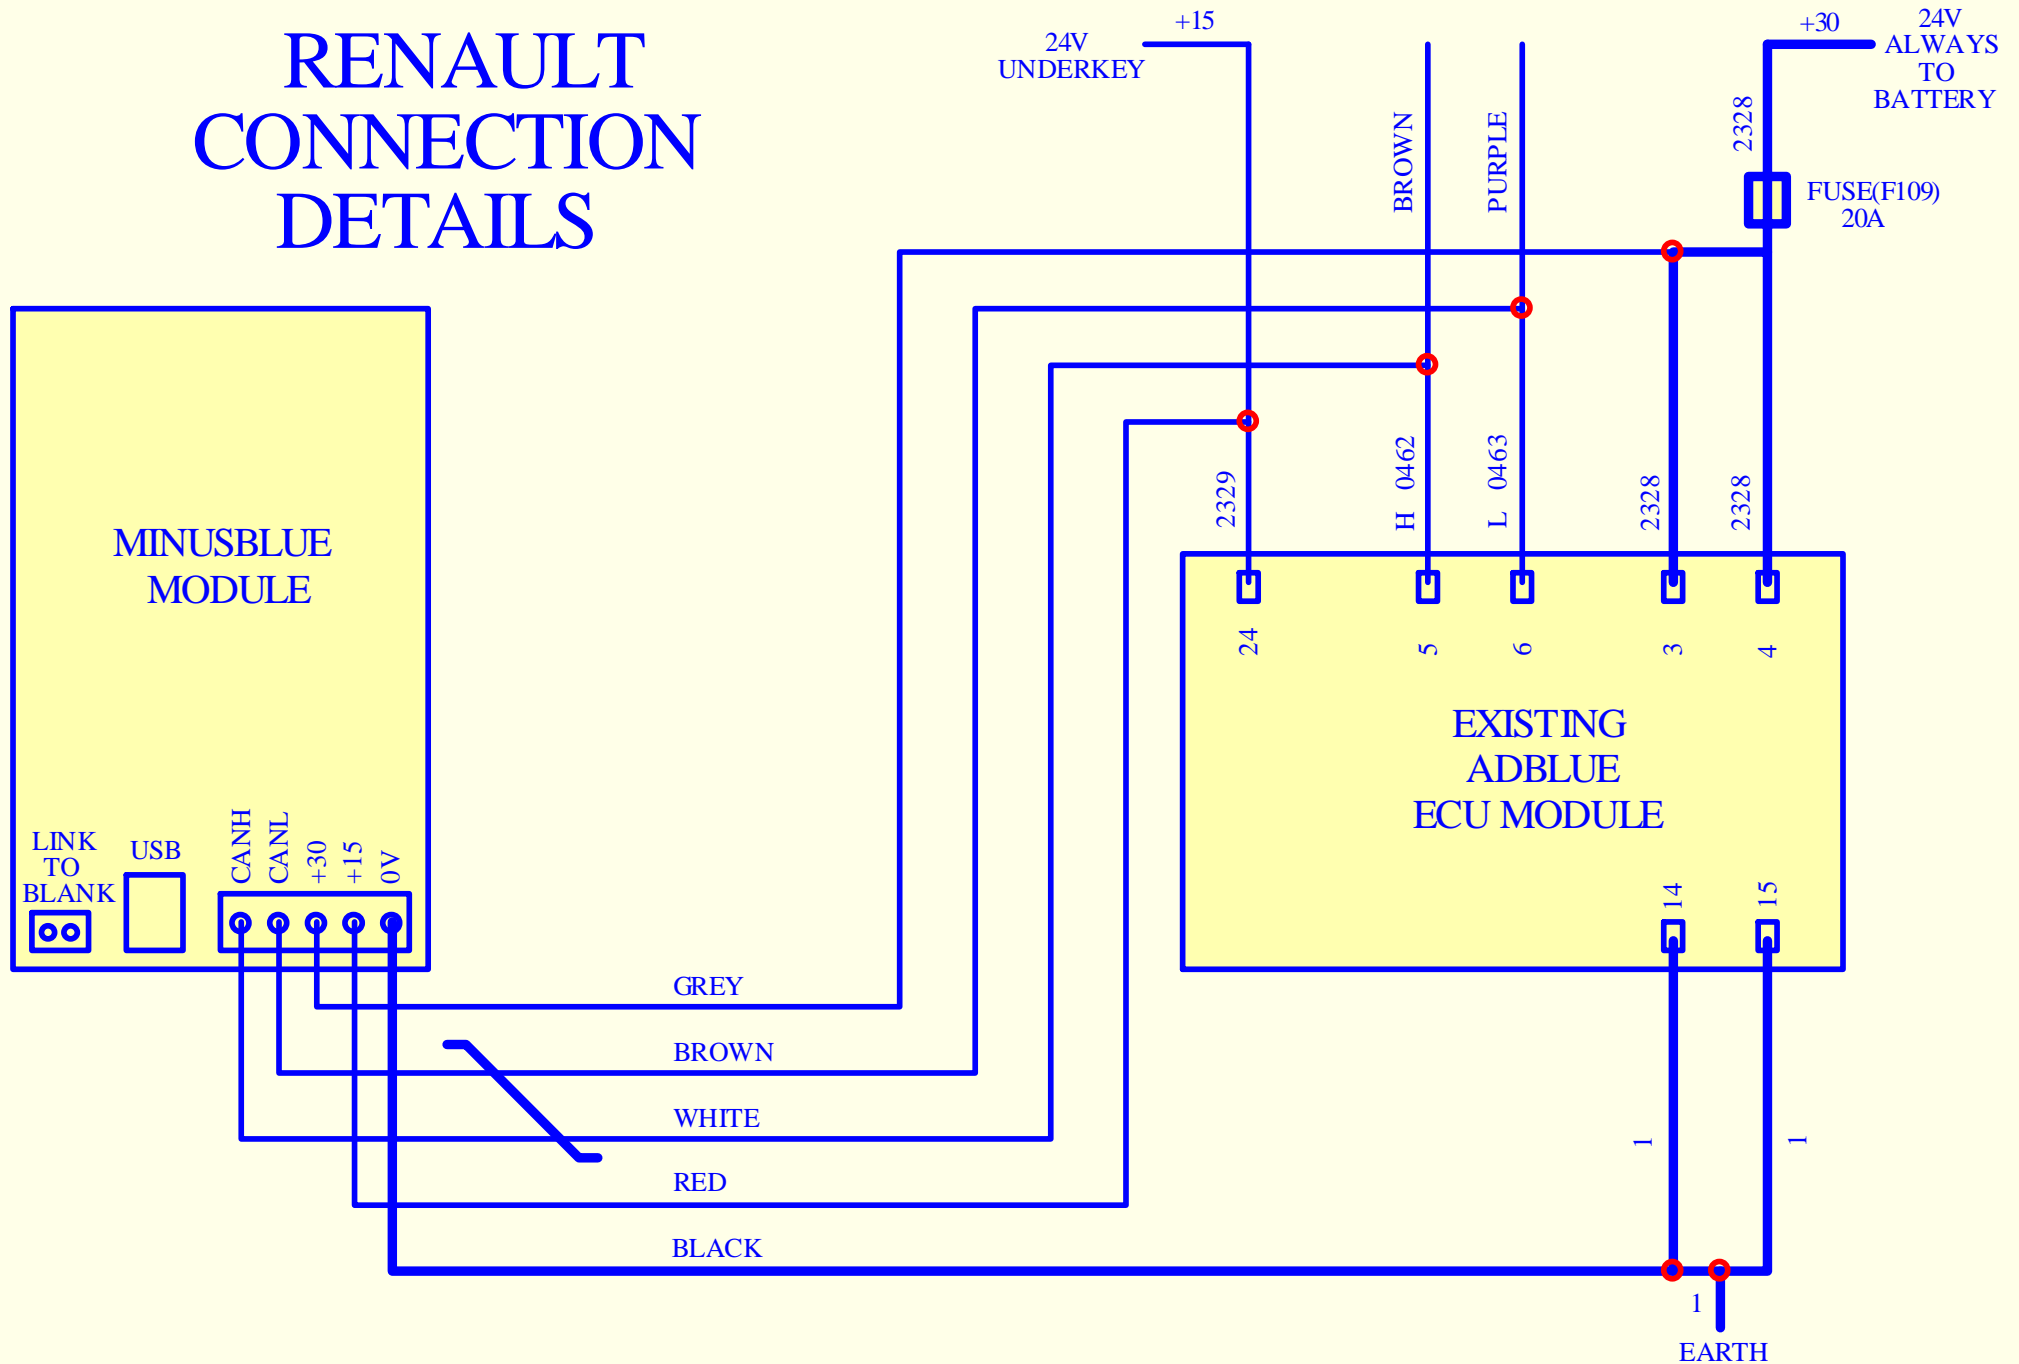 RENAULT
CONNECTION
DETAILS
+15
24V
UNDERKEY
BROWN
PURPLE
+30
24V
ALWAYS
TO
BATTERY
2328
FUSE(F109)
20A
2329
H 0462
L 0463
2328
2328
24
5
6
3
4
EXISTING
ADBLUE
ECU MODULE
14
15
MINUSBLUE
MODULE
LINK
TO
BLANK
USB
CANH
CANL
+30
+15
0V
GREY
BROWN
WHITE
RED
BLACK
1
1
1
EARTH